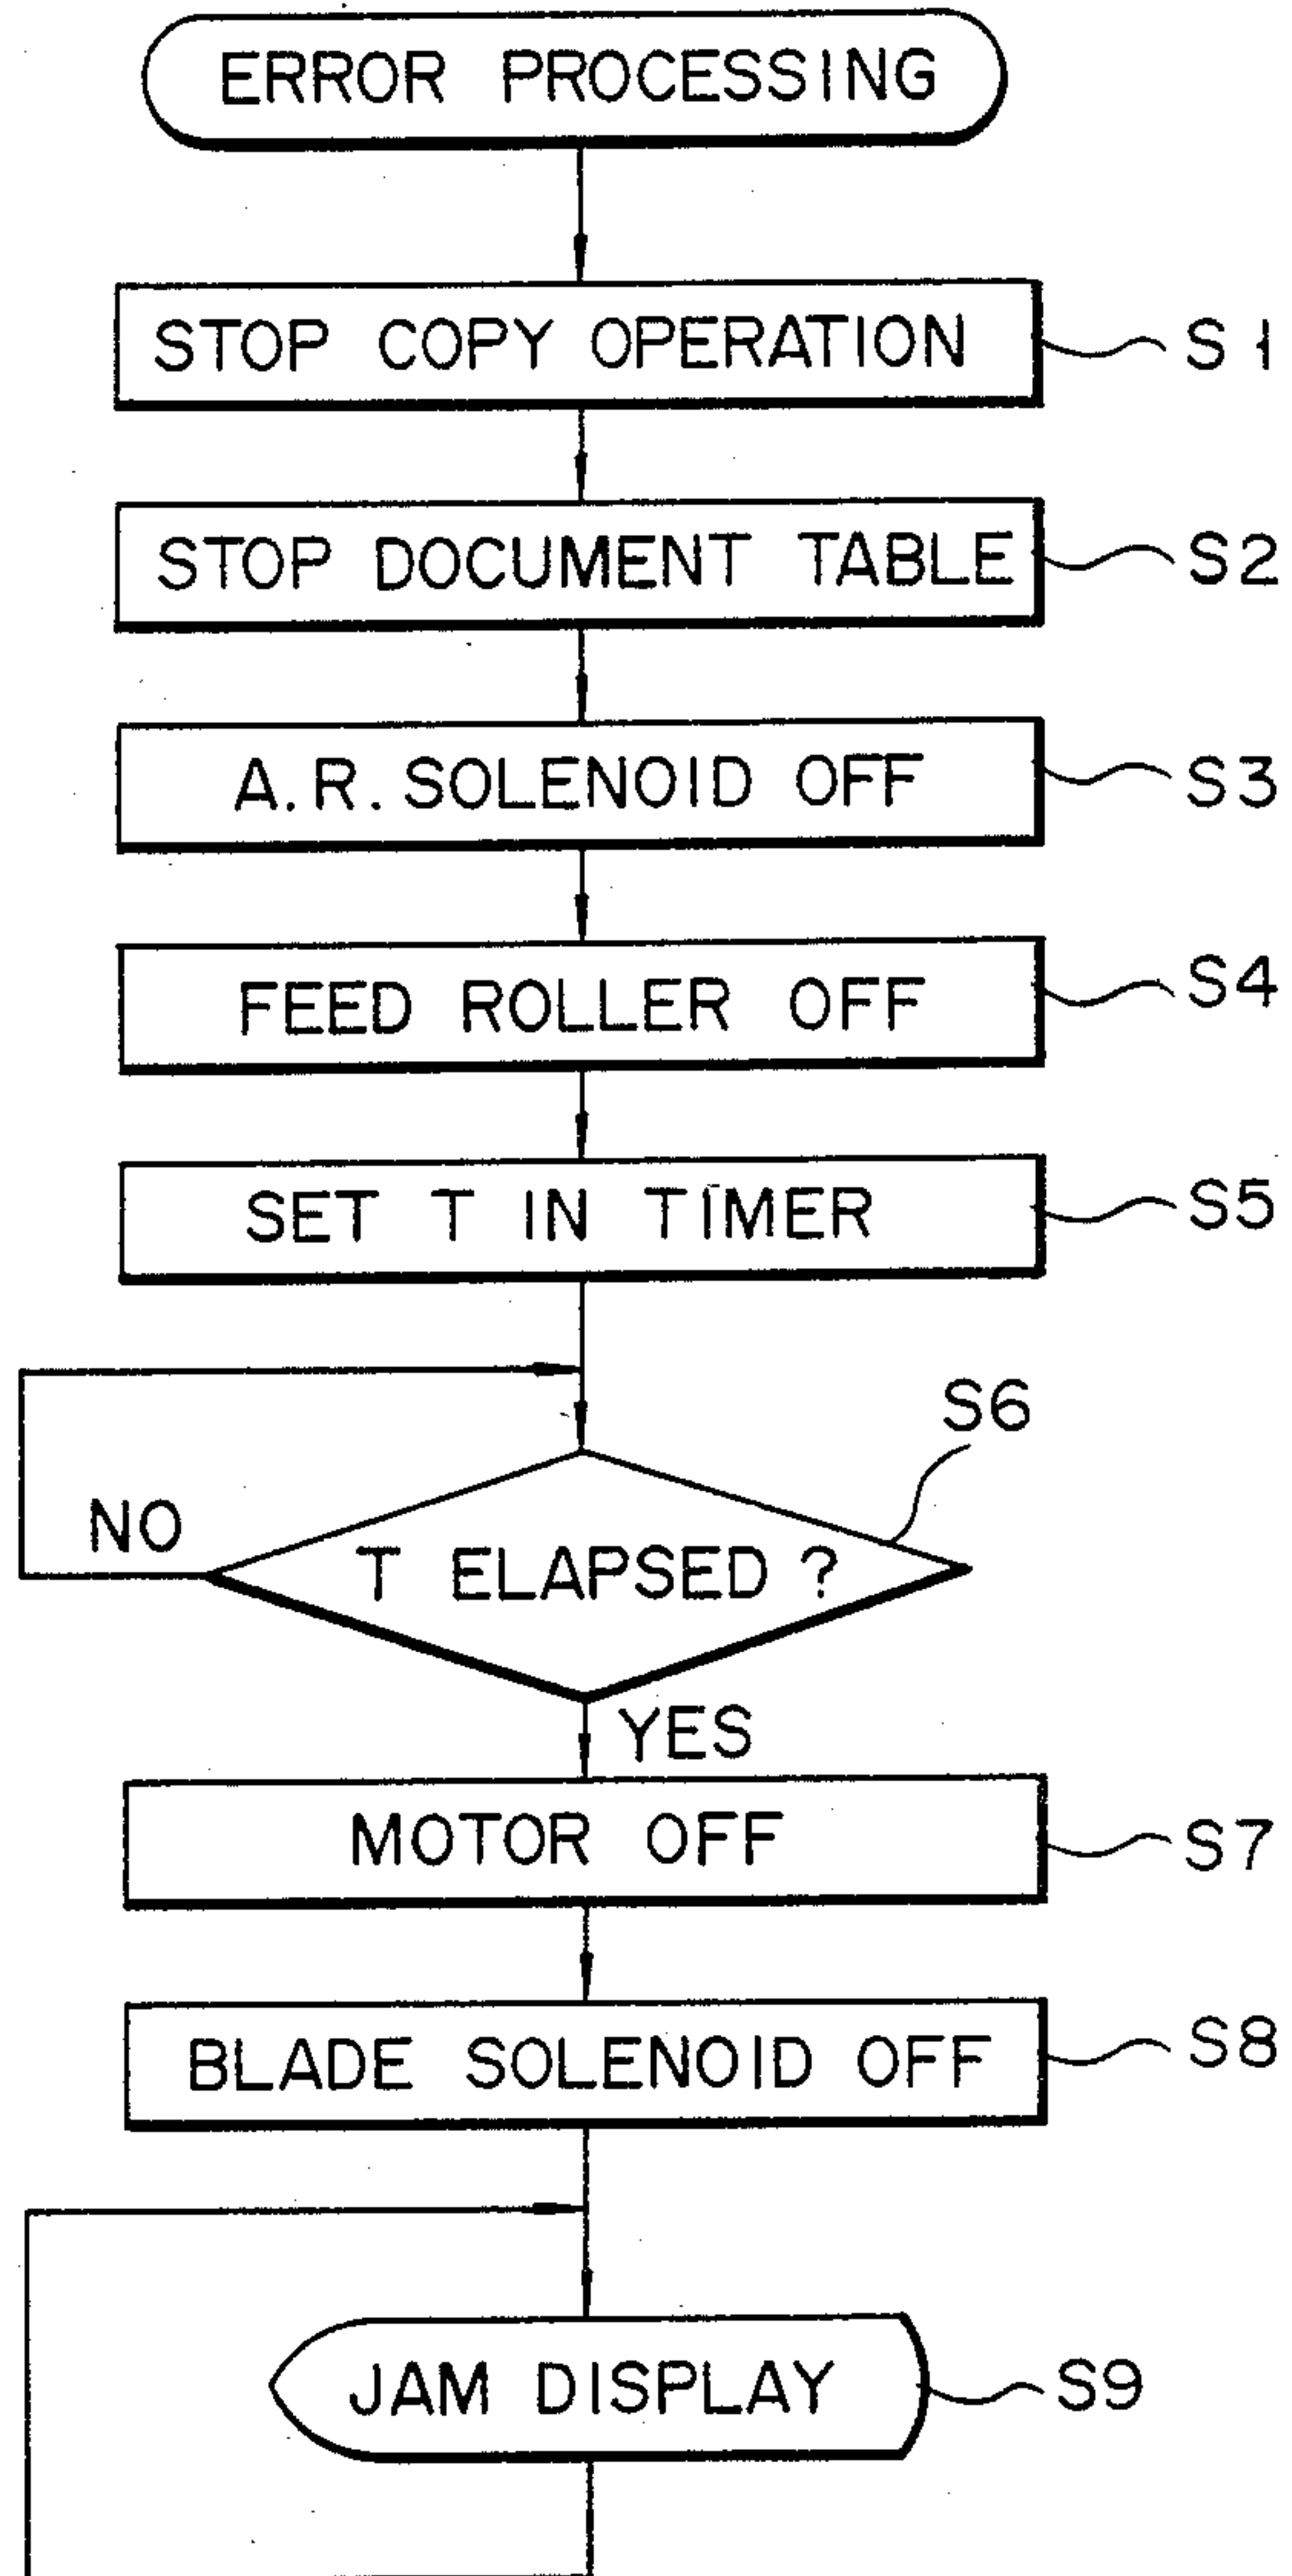 ERROR PROCESSING
STOP COPY OPERATION
S1
STOP DOCUMENT TABLE
S2
A.R. SOLENOID OFF
S3
FEED ROLLER OFF
S4
SET T IN TIMER
S5
S6
NO
T ELAPSED ?
YES
MOTOR OFF
S7
BLADE SOLENOID OFF
S8
JAM DISPLAY
S9